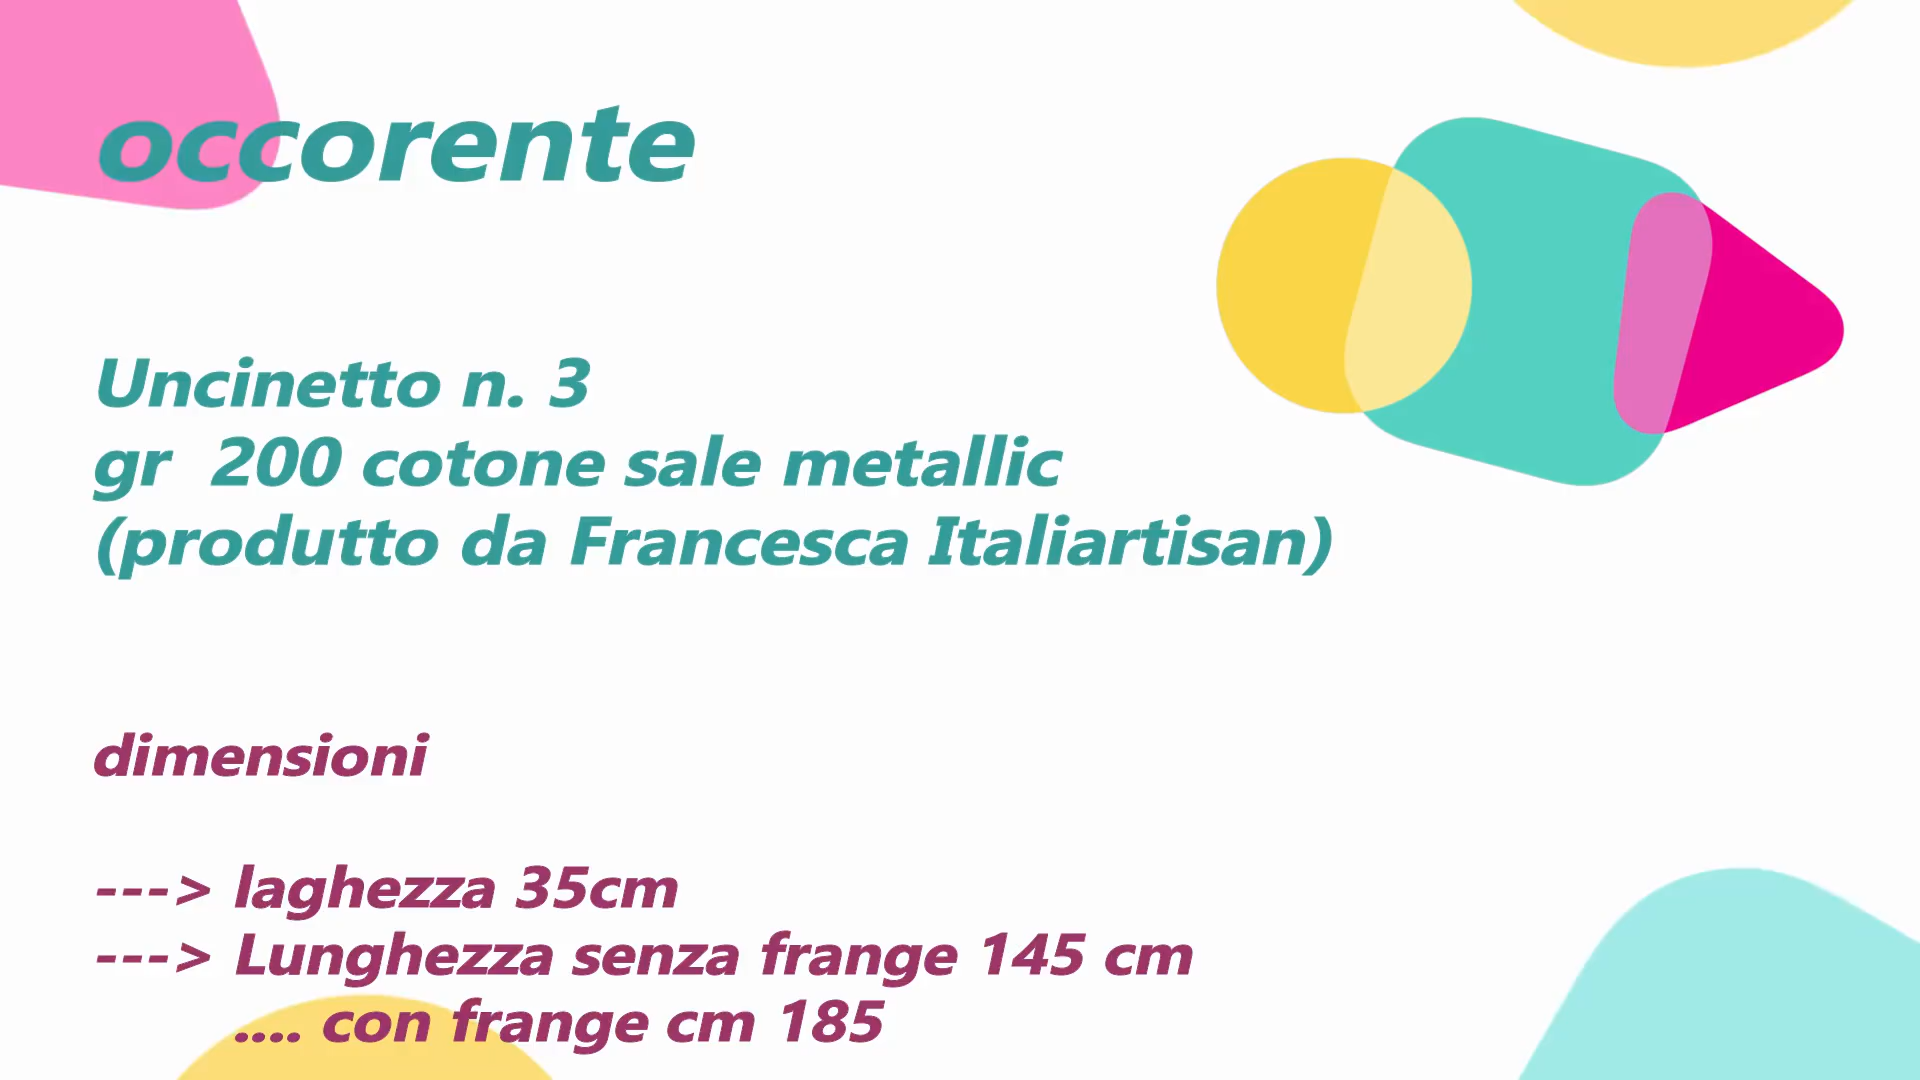 occorente
Uncinetto n. 3
gr 200 cotone sale metallic
(produtto da Francesca Italiartisan)
dimensioni
---> laghezza 35cm
---> Lunghezza senza frange 145 cm
.... con frange cm 185